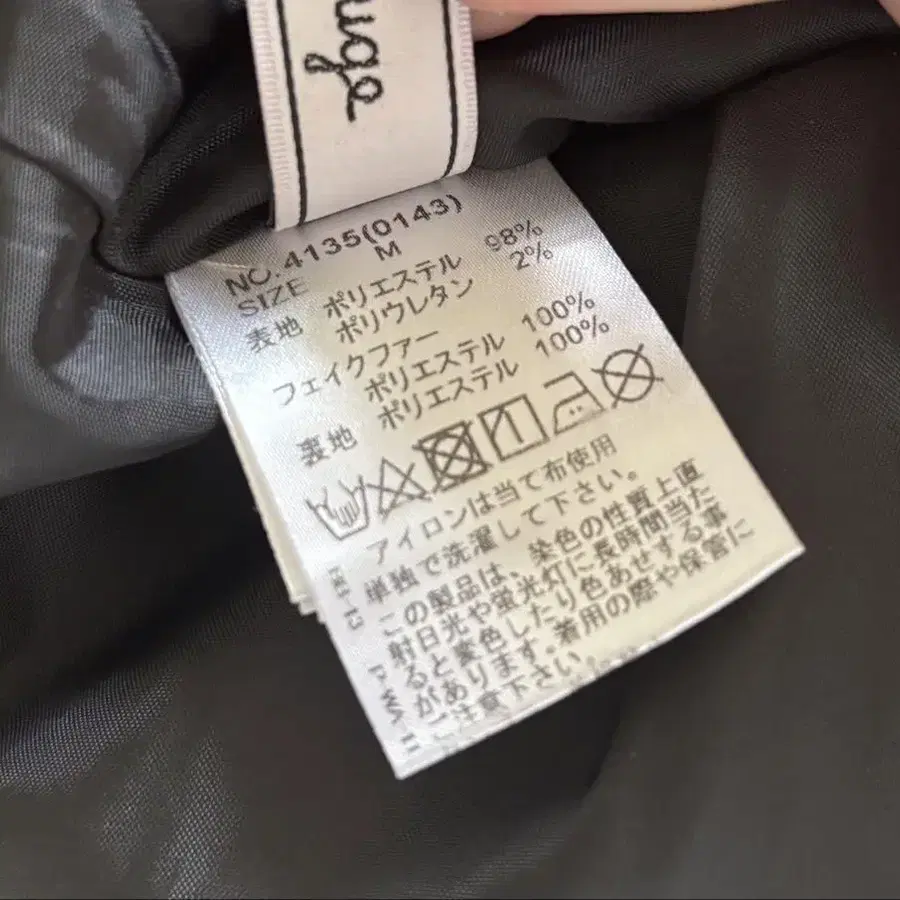 uge
NO.4135(0143)
SIZE M
表地 ポリエステル 98%
ポリウレタン 2%
フェイクファー
ポリエステル 100%
裏地 ポリエステル 100%
アイロンは当て布使用
単独で洗濯して下さい。
この製品は、染色の性質上直
射日光や蛍光灯に長時間当た
ると変色したり色あせする事
があります。着用の際や保管に
ご注意下さい。